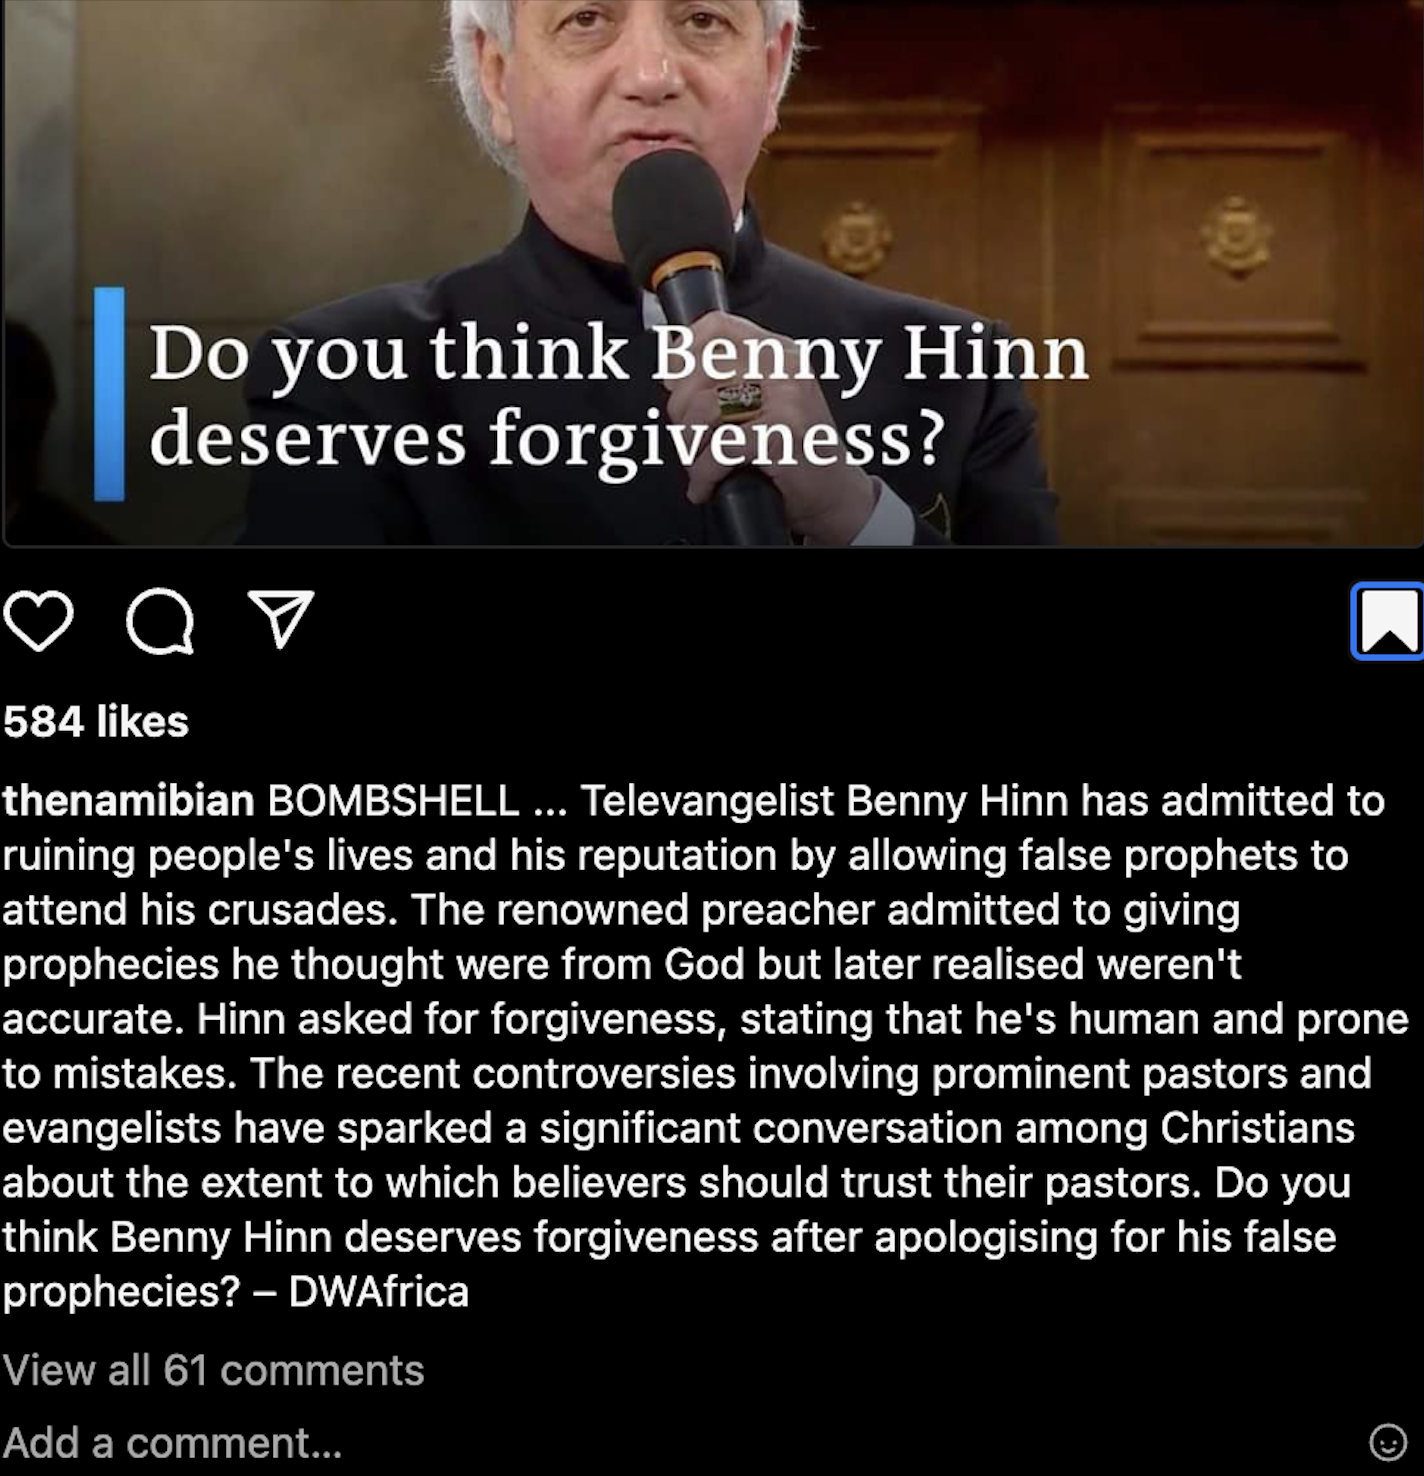 Do you think Benny Hinn
deserves forgiveness?
584 likes
thenamibian BOMBSHELL ... Televangelist Benny Hinn has admitted to
ruining people's lives and his reputation by allowing false prophets to
attend his crusades. The renowned preacher admitted to giving
prophecies he thought were from God but later realised weren't
accurate. Hinn asked for forgiveness, stating that he's human and prone
to mistakes. The recent controversies involving prominent pastors and
evangelists have sparked a significant conversation among Christians
about the extent to which believers should trust their pastors. Do you
think Benny Hinn deserves forgiveness after apologising for his false
prophecies? – DWAfrica
View all 61 comments
Add a comment...